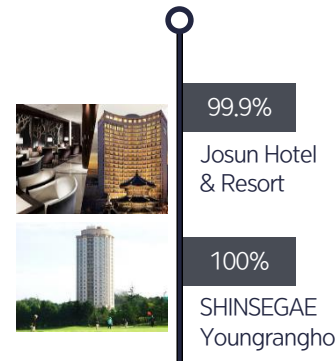 99.9%
Josun Hotel
& Resort
100%
SHINSEGAE
Youngrangho